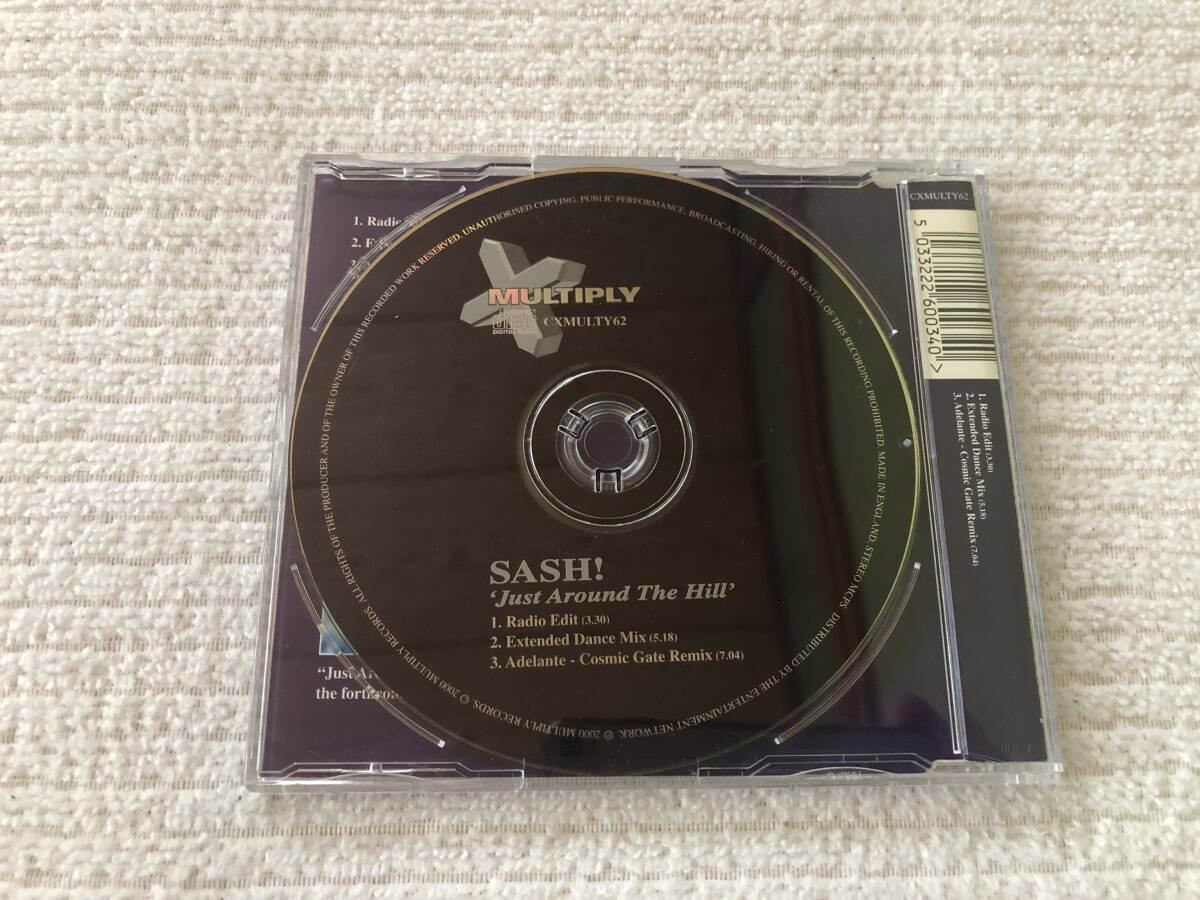 1. Radio
2.
"Just
the
ALL RIGHTS OF THE PRODUCER AND OF THE OWNER OF THIS RECORDED WORK RESERVED. UNAUTHORISED COPYING, PUBLIC PERFORMANCE, BROADCASTING, HIRING OR RENTAL OF THIS RECORDING PROHIBITED. MADE IN ENGLAND. STEREO MCPS DISTRIBUTED BY THE ENTERTAINMENT NETWORK. ℗ 2000 MULTIPLY RECORDS. © 2000 MULTIPLY RECORDS.
MULTIPLY
CXMULTY62
SASH!
‘Just Around The Hill’
1. Radio Edit (3.30)
2. Extended Dance Mix (5.18)
3. Adelante - Cosmic Gate Remix (7.04)
CXMULTY62
5 033222 600340 >
1. Radio Edit (3.30)
2. Extended Dance Mix (5.18)
3. Adelante - Cosmic Gate Remix (7.04)